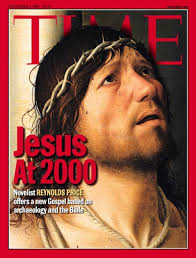 TIME
Jesus
At 2000
Novelist REYNOLDS PRICE
offers a new Gospel based on
archaeology and the Bible